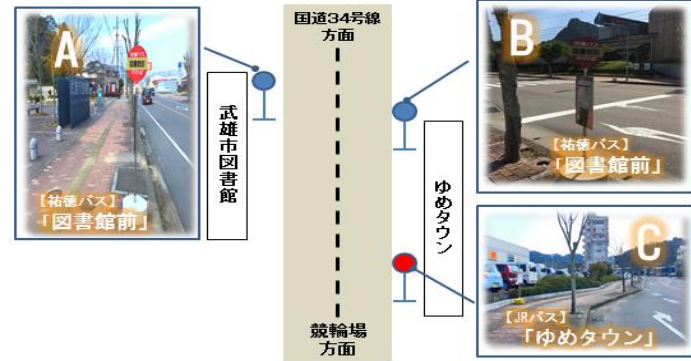 国道34号線
方面
A
【祐徳バス】
「図書館前」
武雄市図書館
B
【祐徳バス】
「図書館前」
ゆめタウン
C
【JRバス】
「ゆめタウン」
競輪場
方面